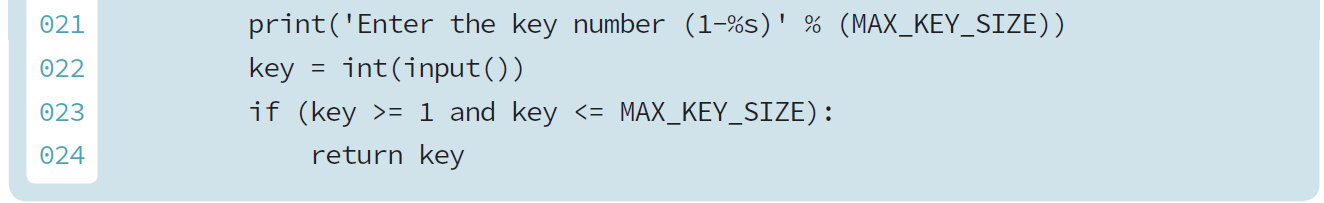 021 print('Enter the key number (1-%s)' % (MAX_KEY_SIZE))
022 key = int(input())
023 if (key >= 1 and key <= MAX_KEY_SIZE):
024 return key